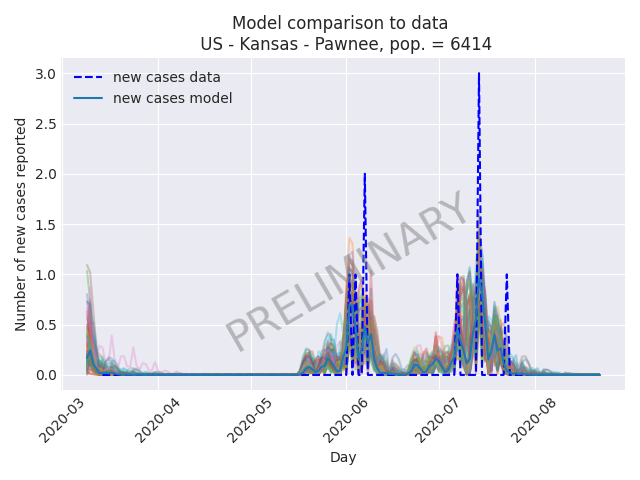 Model comparison to data
US - Kansas - Pawnee, pop. = 6414
new cases data
new cases model
3.0
2.5
2.0
1.5
1.0
0.5
0.0
Number of new cases reported
PRELIMINARY
2020-03
2020-04
2020-05
2020-06
2020-07
2020-08
Day